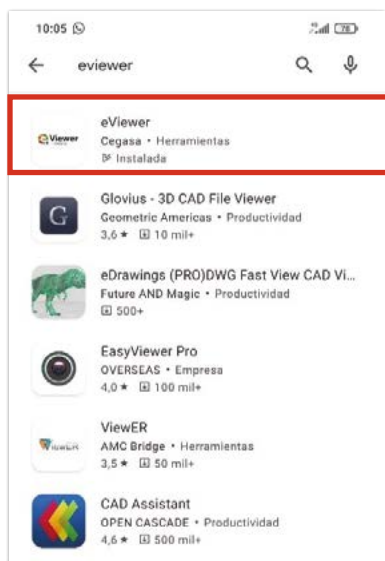 10:05
78
eviewer
eViewer
eViewer
Cegasa • Herramientas
Instalada
G
Glovius - 3D CAD File Viewer
Geometric Americas • Productividad
3,6 ★ 10 mil+
eDrawings (PRO)DWG Fast View CAD Vi...
Future AND Magic • Productividad
500+
EasyViewer Pro
OVERSEAS • Empresa
4,0 ★ 100 mil+
ViewER
ViewER
AMC Bridge • Herramientas
3,5 ★ 50 mil+
CAD Assistant
OPEN CASCADE • Productividad
4,6 ★ 500 mil+